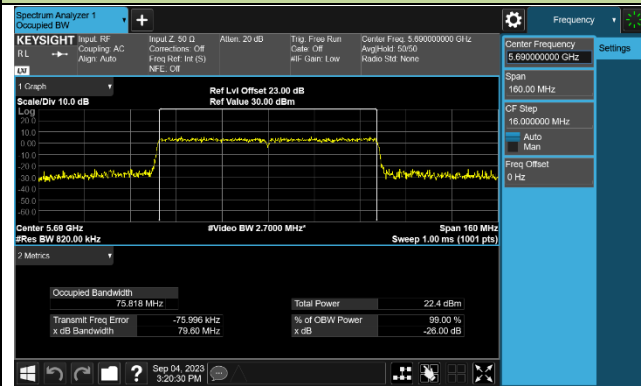 Spectrum Analyzer 1
Occupied BW
KEYSIGHT
RL
LXI
Input: RF
Coupling: AC
Align: Auto
Input Z: 50 Ω
Corrections: Off
Freq Ref: Int (S)
NFE: Off
Atten: 20 dB
Trig: Free Run
Gate: Off
#IF Gain: Low
Center Freq: 5.690000000 GHz
Avg|Hold: 50/50
Radio Std: None
1 Graph
Scale/Div 10.0 dB
Ref Lvl Offset 23.00 dB
Ref Value 30.00 dBm
Log
20.0
10.0
0.00
-10.0
-20.0
-30.0
-40.0
-50.0
-60.0
Center 5.69 GHz
#Res BW 820.00 kHz
#Video BW 2.7000 MHz*
Span 160 MHz
Sweep 1.00 ms (1001 pts)
2 Metrics
Occupied Bandwidth
75.818 MHz
Total Power 22.4 dBm
Transmit Freq Error -75.996 kHz
% of OBW Power 99.00 %
x dB Bandwidth 79.60 MHz
x dB -26.00 dB
Sep 04, 2023
3:20:30 PM
Frequency
Settings
Center Frequency
5.690000000 GHz
Span
160.00 MHz
CF Step
16.000000 MHz
Auto
Man
Freq Offset
0 Hz